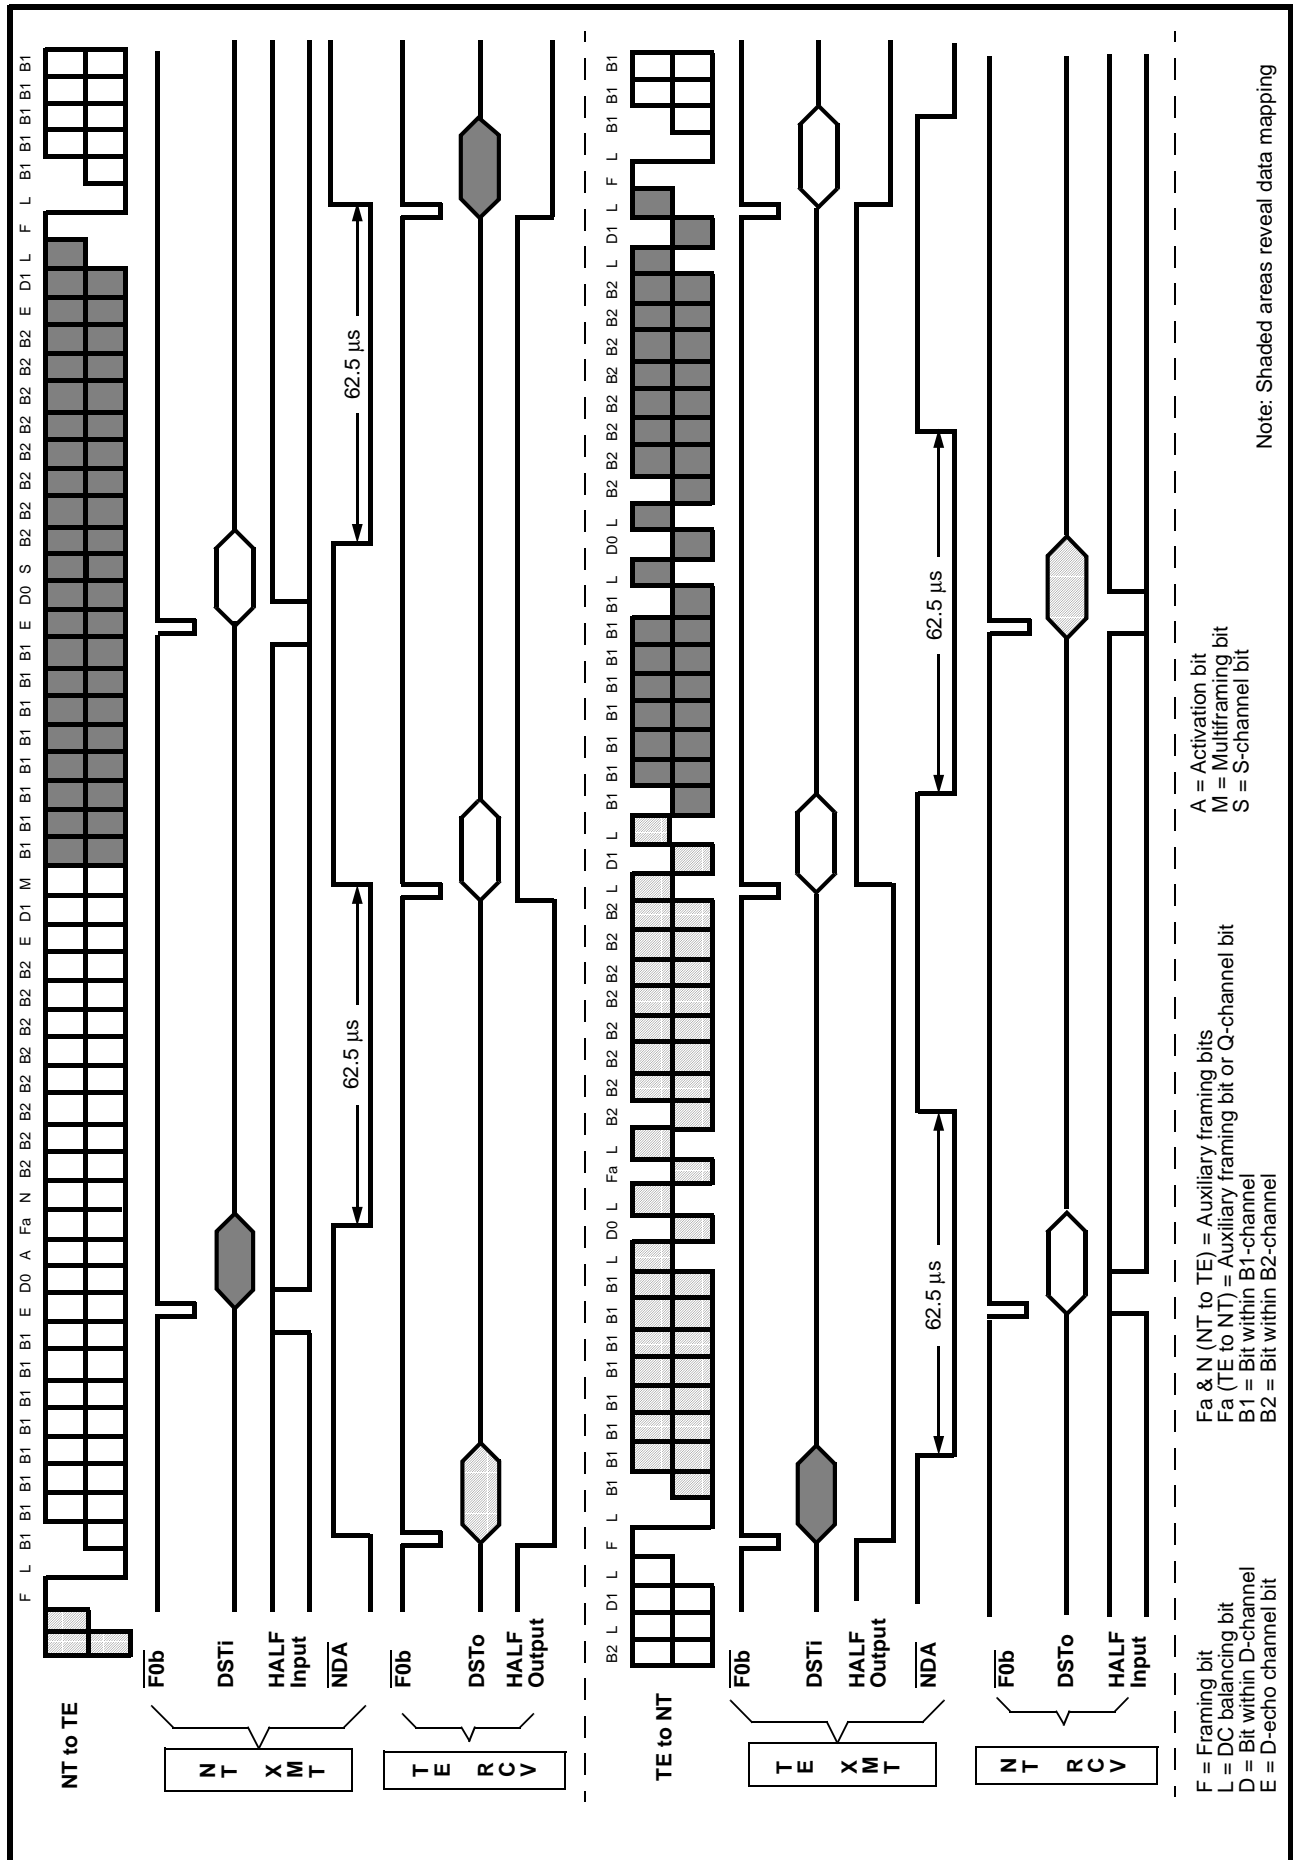 F L B1 B1 B1 B1 B1 B1 B1 B1 E D0 A Fa N B2 B2 B2 B2 B2 B2 B2 B2 E D1 M B1 B1 B1 B1 B1 B1 B1 B1 E D0 S B2 B2 B2 B2 B2 B2 B2 B2 E D1 L F L B1 B1 B1 B1 B1
NT to TE
NT XMT
F0b
DSTi
HALF
Input
NDA
62.5 µs
62.5 µs
TE RCV
F0b
DSTo
HALF
Output
B2 L D1 L F L B1 B1 B1 B1 B1 B1 B1 B1 L D0 L Fa L B2 B2 B2 B2 B2 B2 B2 B2 L D1 L B1 B1 B1 B1 B1 B1 B1 B1 L D0 L B2 B2 B2 B2 B2 B2 B2 B2 L D1 L F L B1 B1 B1
TE to NT
TE XMT
F0b
DSTi
HALF
Output
NDA
62.5 µs
62.5 µs
NT RCV
F0b
DSTo
HALF
Input
F = Framing bit
L = DC balancing bit
D = Bit within D-channel
E = D-echo channel bit
Fa & N (NT to TE) = Auxiliary framing bits
Fa (TE to NT) = Auxiliary framing bit or Q-channel bit
B1 = Bit within B1-channel
B2 = Bit within B2-channel
A = Activation bit
M = Multiframing bit
S = S-channel bit
Note: Shaded areas reveal data mapping